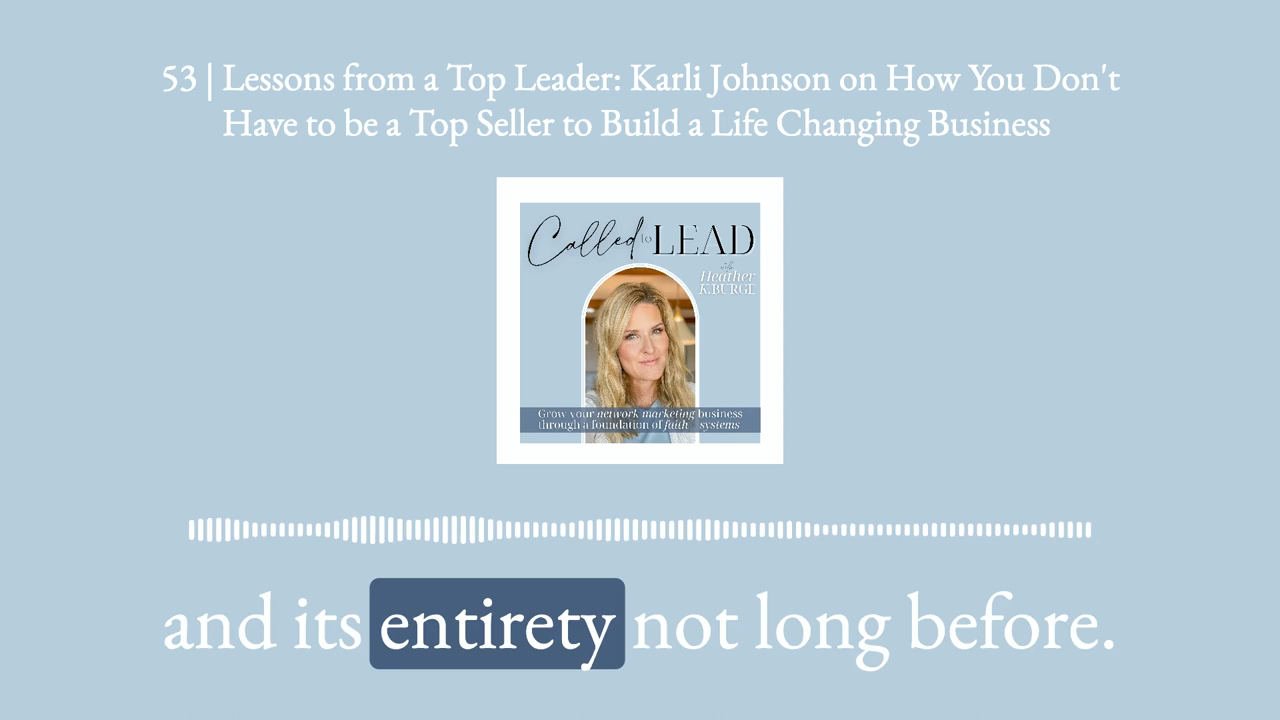 53 | Lessons from a Top Leader: Karli Johnson on How You Don't
Have to be a Top Seller to Build a Life Changing Business
Called to LEAD
with
Heather
K.BURGE
Grow your network marketing business
through a foundation of faith + systems
and its entirety not long before.